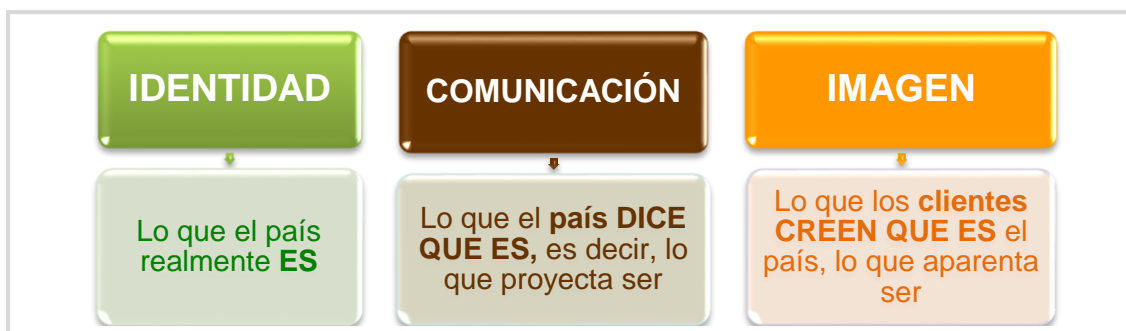 IDENTIDAD
Lo que el país
realmente ES
COMUNICACIÓN
Lo que el país DICE
QUE ES, es decir, lo
que proyecta ser
IMAGEN
Lo que los clientes
CREEN QUE ES el
país, lo que aparenta
ser